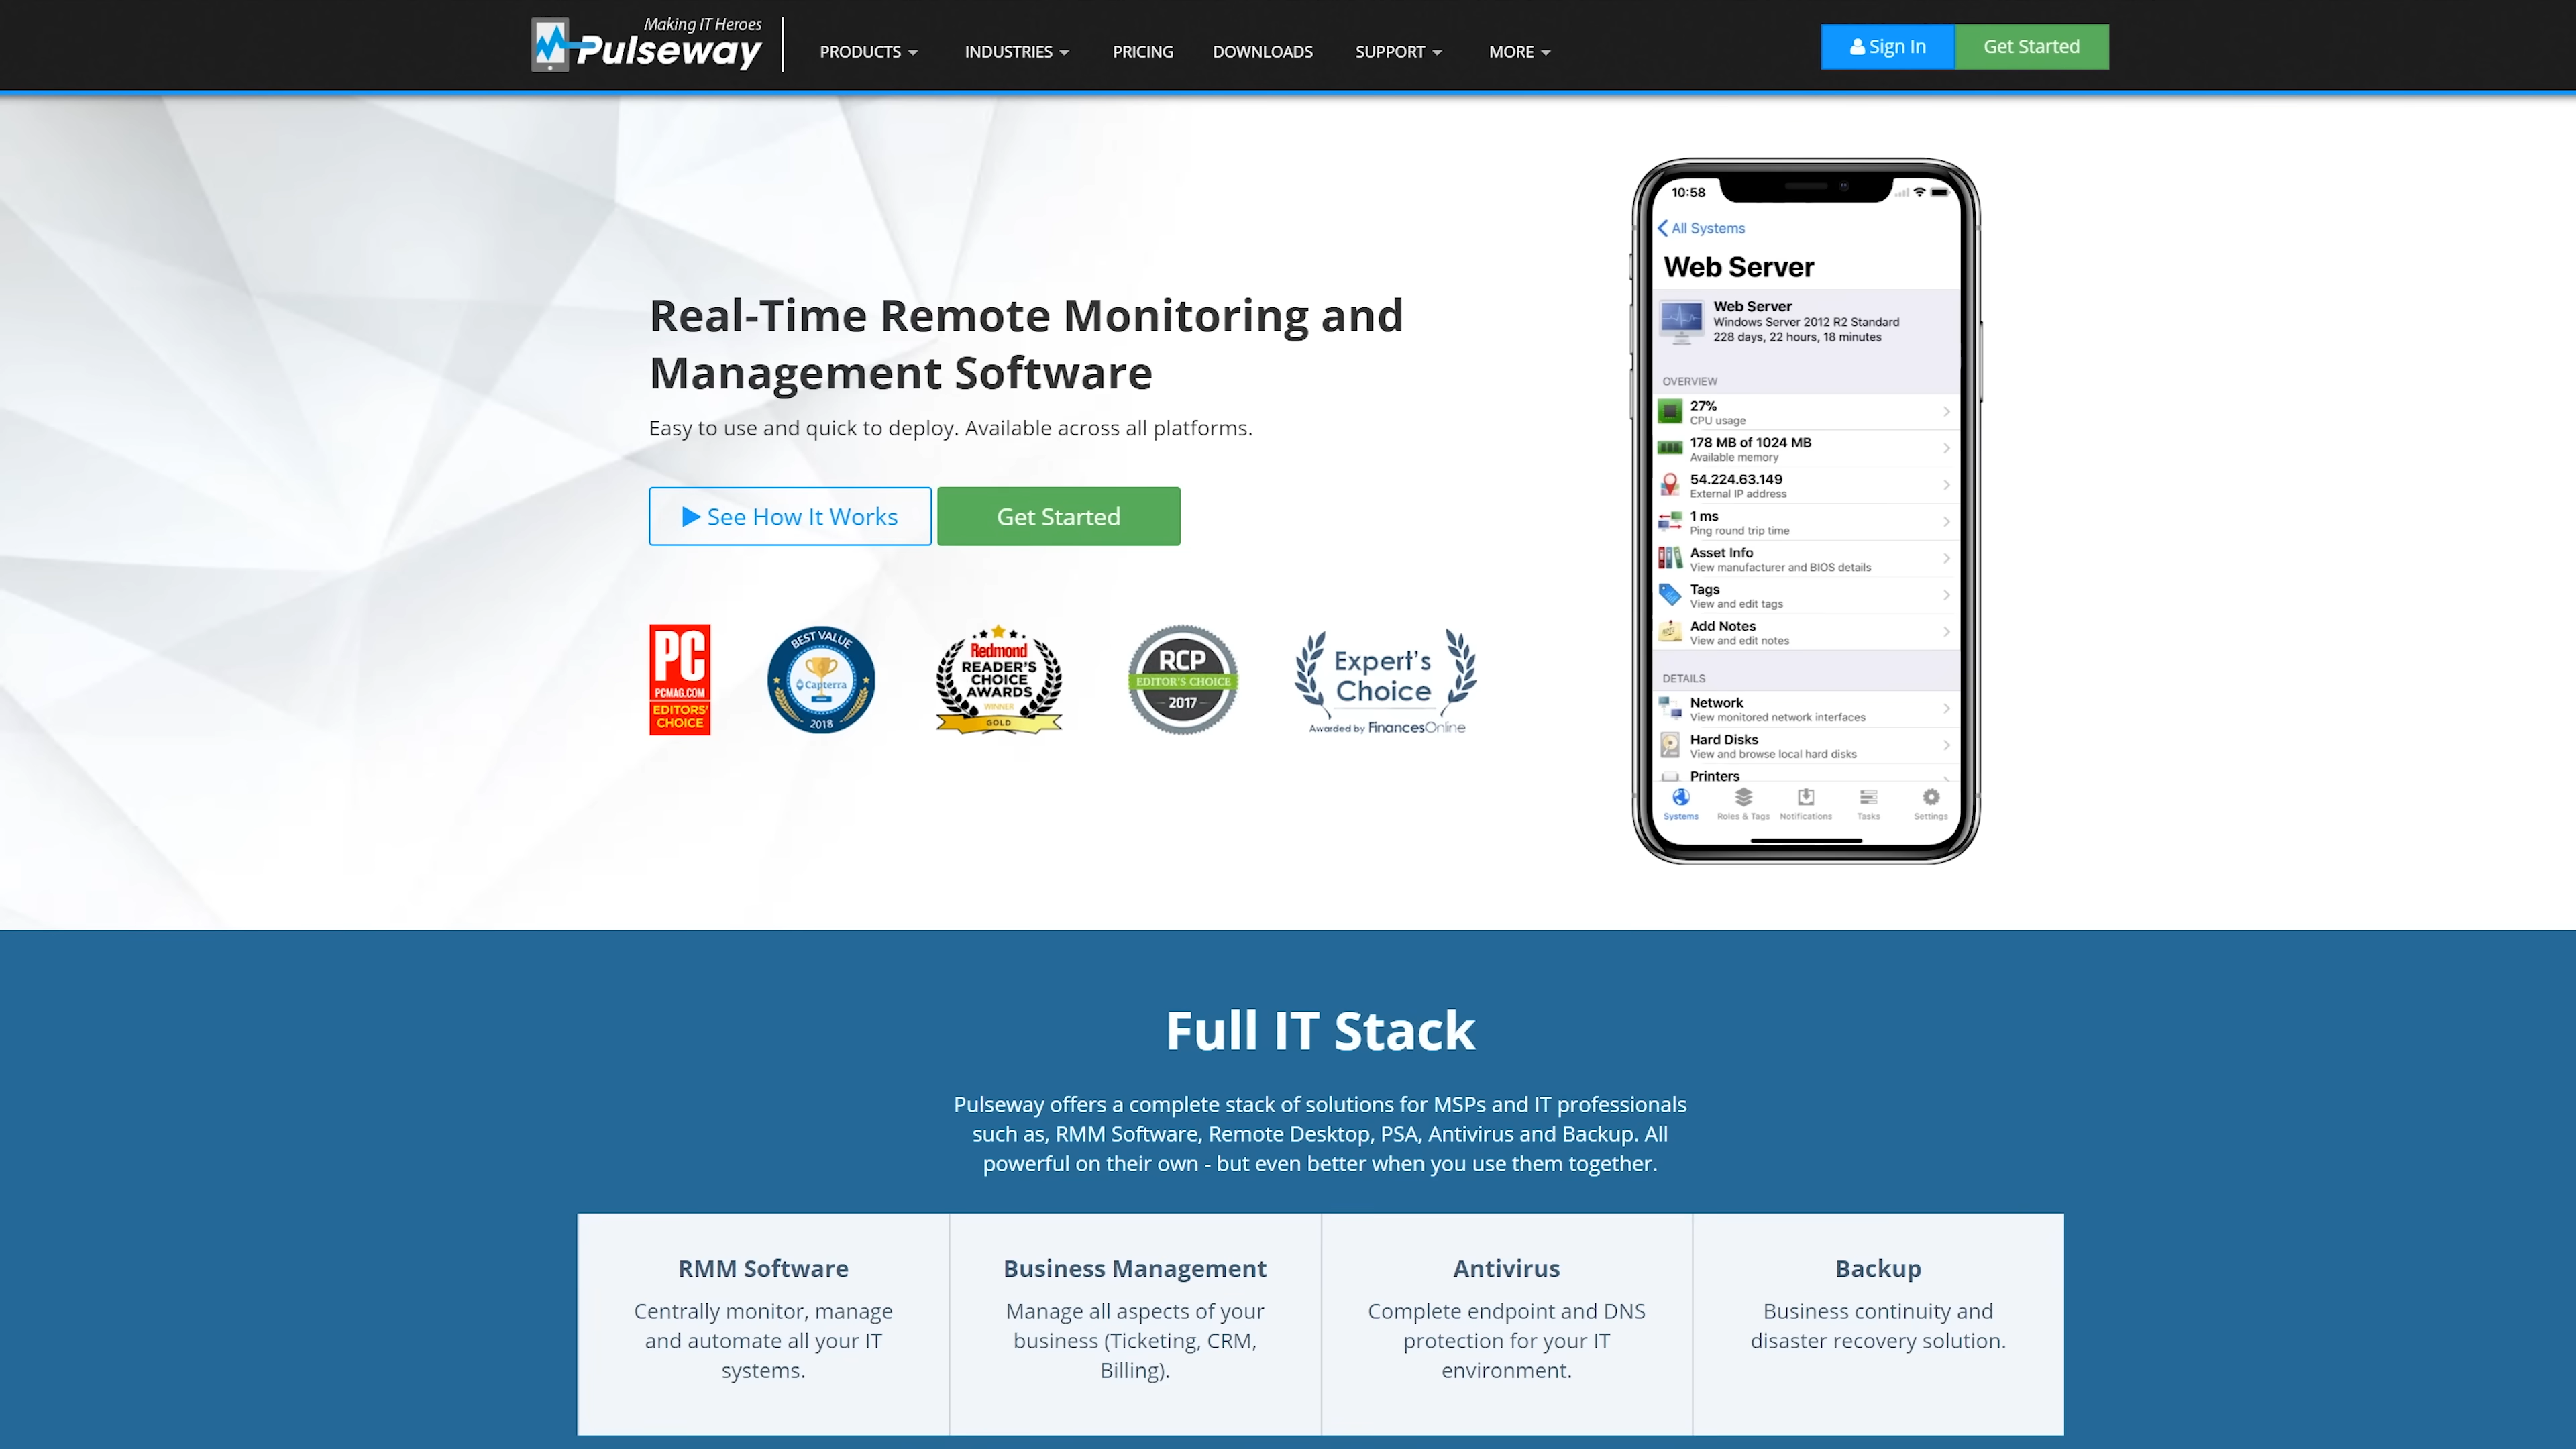 Making IT Heroes
Pulseway
PRODUCTS
INDUSTRIES
PRICING
DOWNLOADS
SUPPORT
MORE
Sign In
Get Started
Real-Time Remote Monitoring and
Management Software
Easy to use and quick to deploy. Available across all platforms.
See How It Works
Get Started
PC
PCMAG.COM
EDITORS'
CHOICE
BEST VALUE
Capterra
2018
Redmond
READER'S
CHOICE
AWARDS
WINNER
GOLD
RCP
EDITOR'S CHOICE
2017
Expert's
Choice
Awarded by FinancesOnline
10:58
All Systems
Web Server
Web Server
Windows Server 2012 R2 Standard
228 days, 22 hours, 18 minutes
OVERVIEW
27%
CPU usage
178 MB of 1024 MB
Available memory
54.224.63.149
External IP address
1 ms
Ping round trip time
Asset Info
View manufacturer and BIOS details
Tags
View and edit tags
Add Notes
View and edit notes
DETAILS
Network
View monitored network interfaces
Hard Disks
View and browse local hard disks
Printers
Systems
Roles & Tags
Notifications
Tasks
Settings
Full IT Stack
Pulseway offers a complete stack of solutions for MSPs and IT professionals
such as, RMM Software, Remote Desktop, PSA, Antivirus and Backup. All
powerful on their own - but even better when you use them together.
RMM Software
Centrally monitor, manage
and automate all your IT
systems.
Business Management
Manage all aspects of your
business (Ticketing, CRM,
Billing).
Antivirus
Complete endpoint and DNS
protection for your IT
environment.
Backup
Business continuity and
disaster recovery solution.